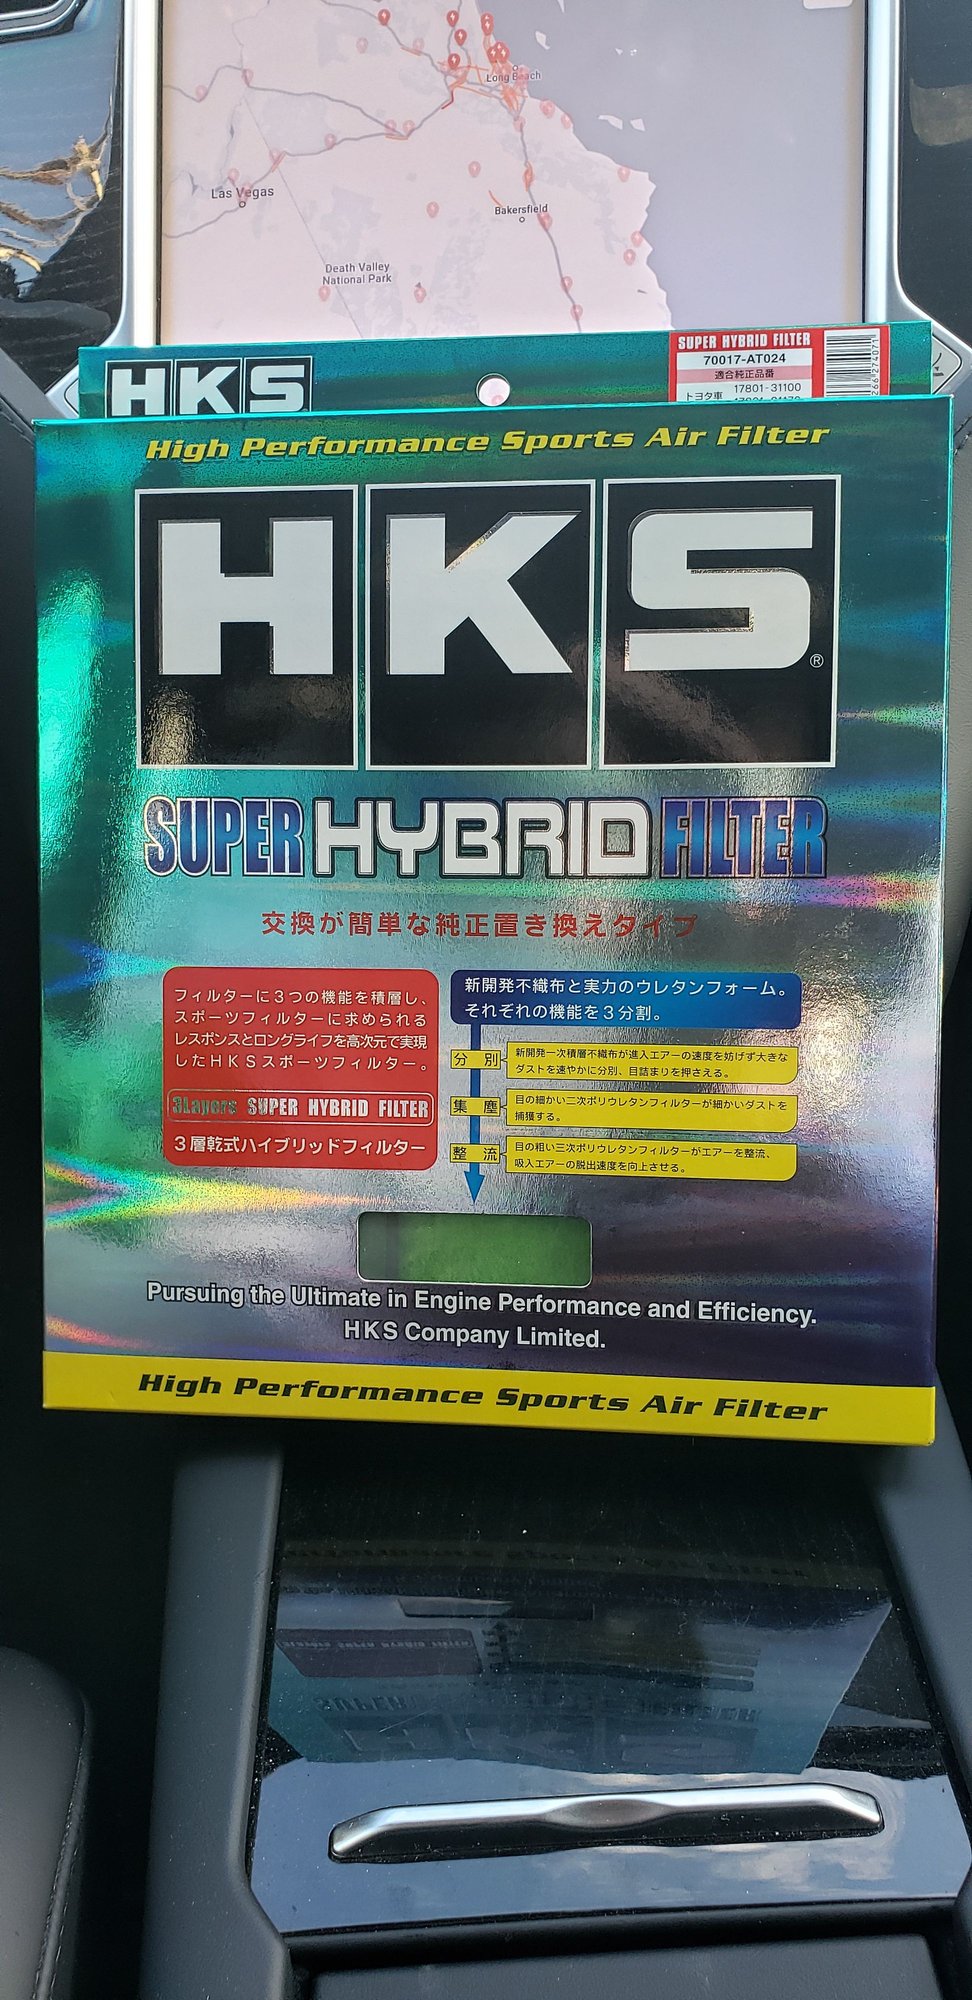 Long Beach
Las Vegas
Bakersfield
Death Valley
National Park
HKS
SUPER HYBRID FILTER
70017-AT024
適合純正品番
トヨタ車 17801-31100
High Performance Sports Air Filter
HKS®
SUPER HYBRID FILTER
交換が簡単な純正置き換えタイプ
フィルターに3つの機能を積層し、
スポーツフィルターに求められる
レスポンスとロングライフを高次元で実現
したHKSスポーツフィルター。
3Layers SUPER HYBRID FILTER
3層乾式ハイブリッドフィルター
新開発不織布と実力のウレタンフォーム。
それぞれの機能を3分割。
分別
新開発一次積層不織布が進入エアーの速度を妨げず大きな
ダストを速やかに分別、目詰まりを押さえる。
集塵
目の細かい二次ポリウレタンフィルターが細かいダストを
捕獲する。
整流
目の粗い三次ポリウレタンフィルターがエアーを整流、
吸入エアーの脱出速度を向上させる。
Pursuing the Ultimate in Engine Performance and Efficiency.
HKS Company Limited.
High Performance Sports Air Filter